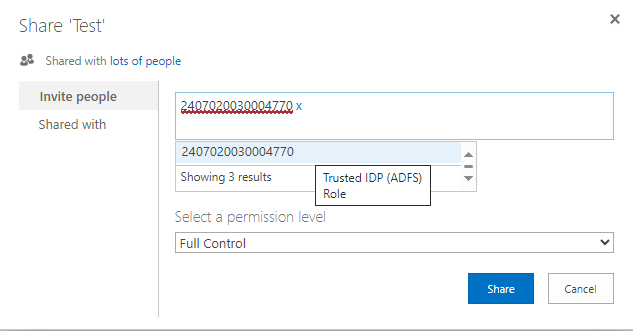 Share 'Test'
Shared with lots of people
Invite people
Shared with
2407020030004770 x
2407020030004770
Showing 3 results
Trusted IDP (ADFS)
Role
Select a permission level
Full Control
Share
Cancel